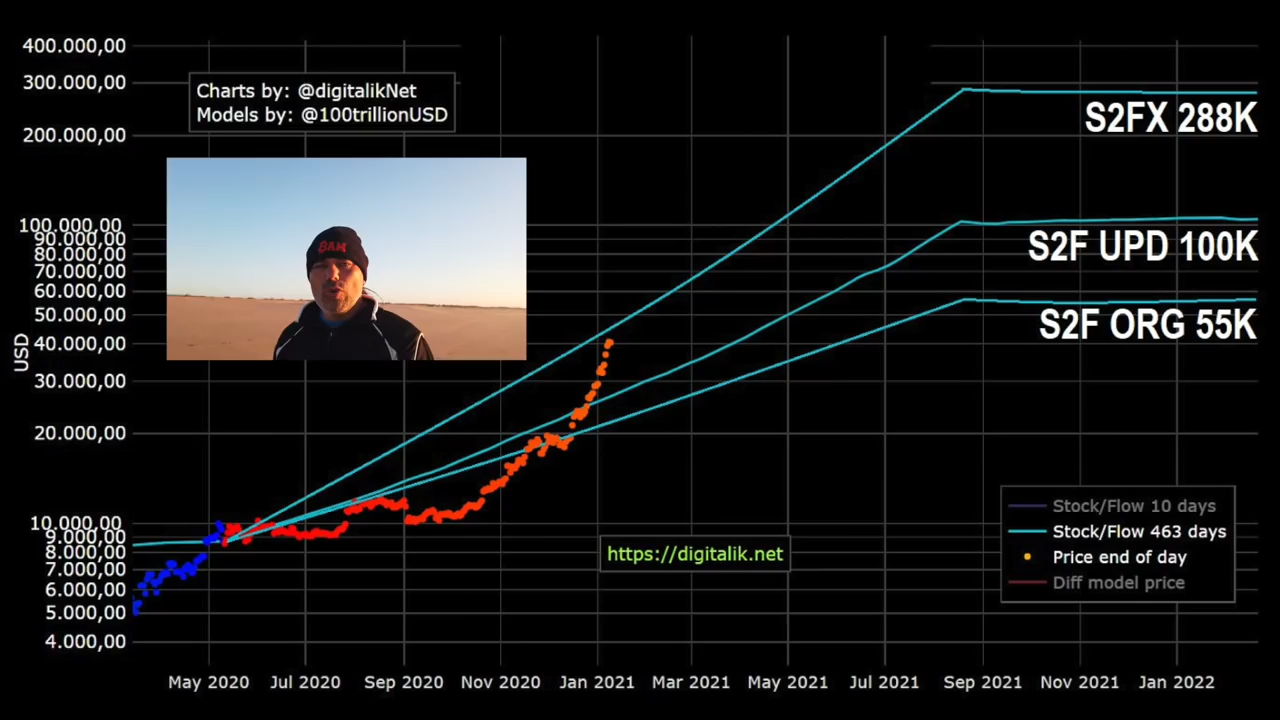 400.000,00
300.000,00
200.000,00
100.000,00
90.000,00
80.000,00
70.000,00
60.000,00
50.000,00
40.000,00
30.000,00
20.000,00
10.000,00
9.000,00
8.000,00
7.000,00
6.000,00
5.000,00
4.000,00
USD
Charts by: @digitalikNet
Models by: @100trillionUSD
BAM
S2FX 288K
S2F UPD 100K
S2F ORG 55K
https://digitalik.net
Stock/Flow 10 days
Stock/Flow 463 days
Price end of day
Diff model price
May 2020 Jul 2020 Sep 2020 Nov 2020 Jan 2021 Mar 2021 May 2021 Jul 2021 Sep 2021 Nov 2021 Jan 2022